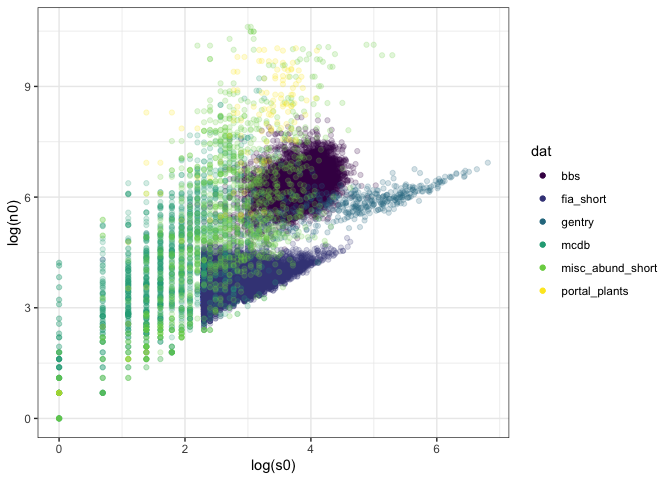 9
6
3
0
log(n0)
0
2
4
6
log(s0)
dat
bbs
fia_short
gentry
mcdb
misc_abund_short
portal_plants